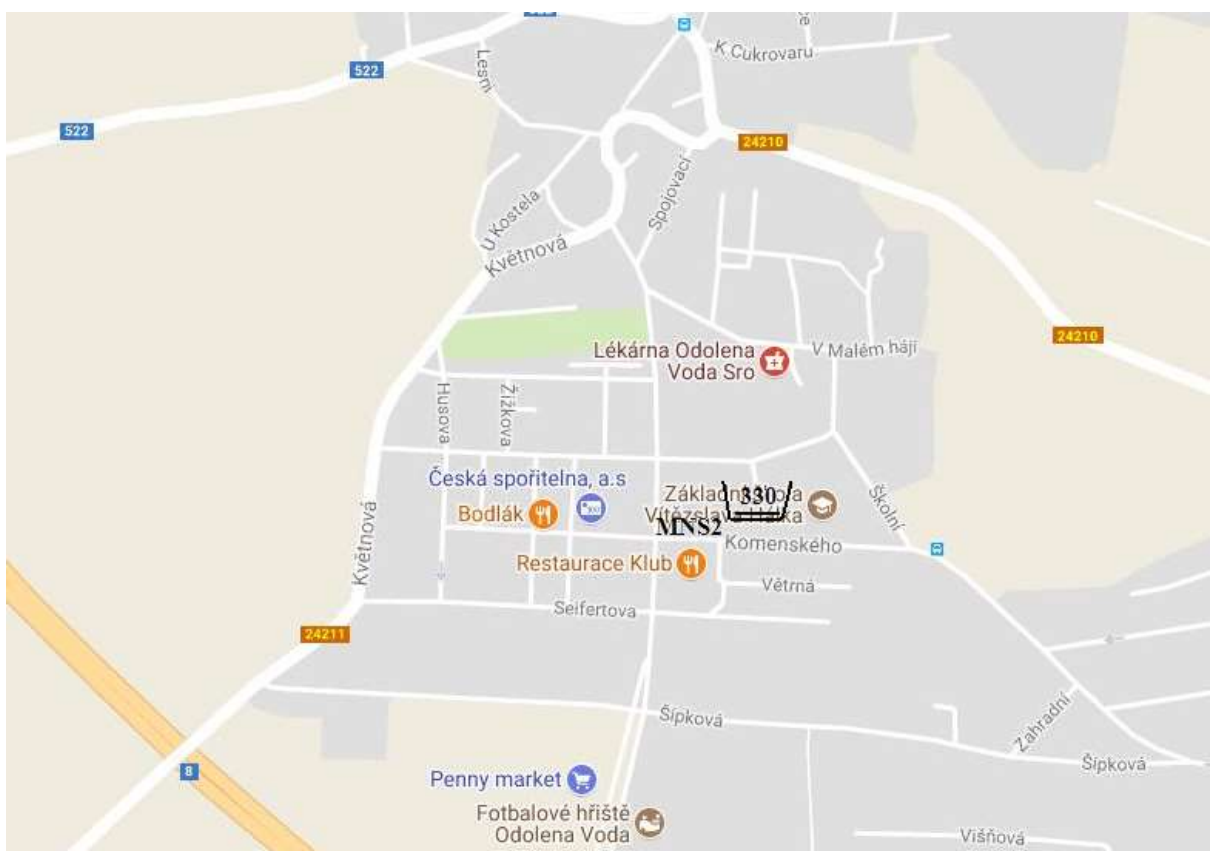 522
K Cukrovaru
Lesní
522
522
24210
Spojovací
U Kostela
Květnová
24210
Lékárna Odolena
Voda Sro
V Malém háji
Husova
Žižkova
Česká spořitelna, a.s
Bodlák
Základní
330
MNS2
Školní
Komenského
Květnová
Restaurace Klub
Větrná
Seifertova
24211
Šípková
Zahradní
Šípková
8
Penny market
Fotbalové hřiště
Odolena Voda
Višňová